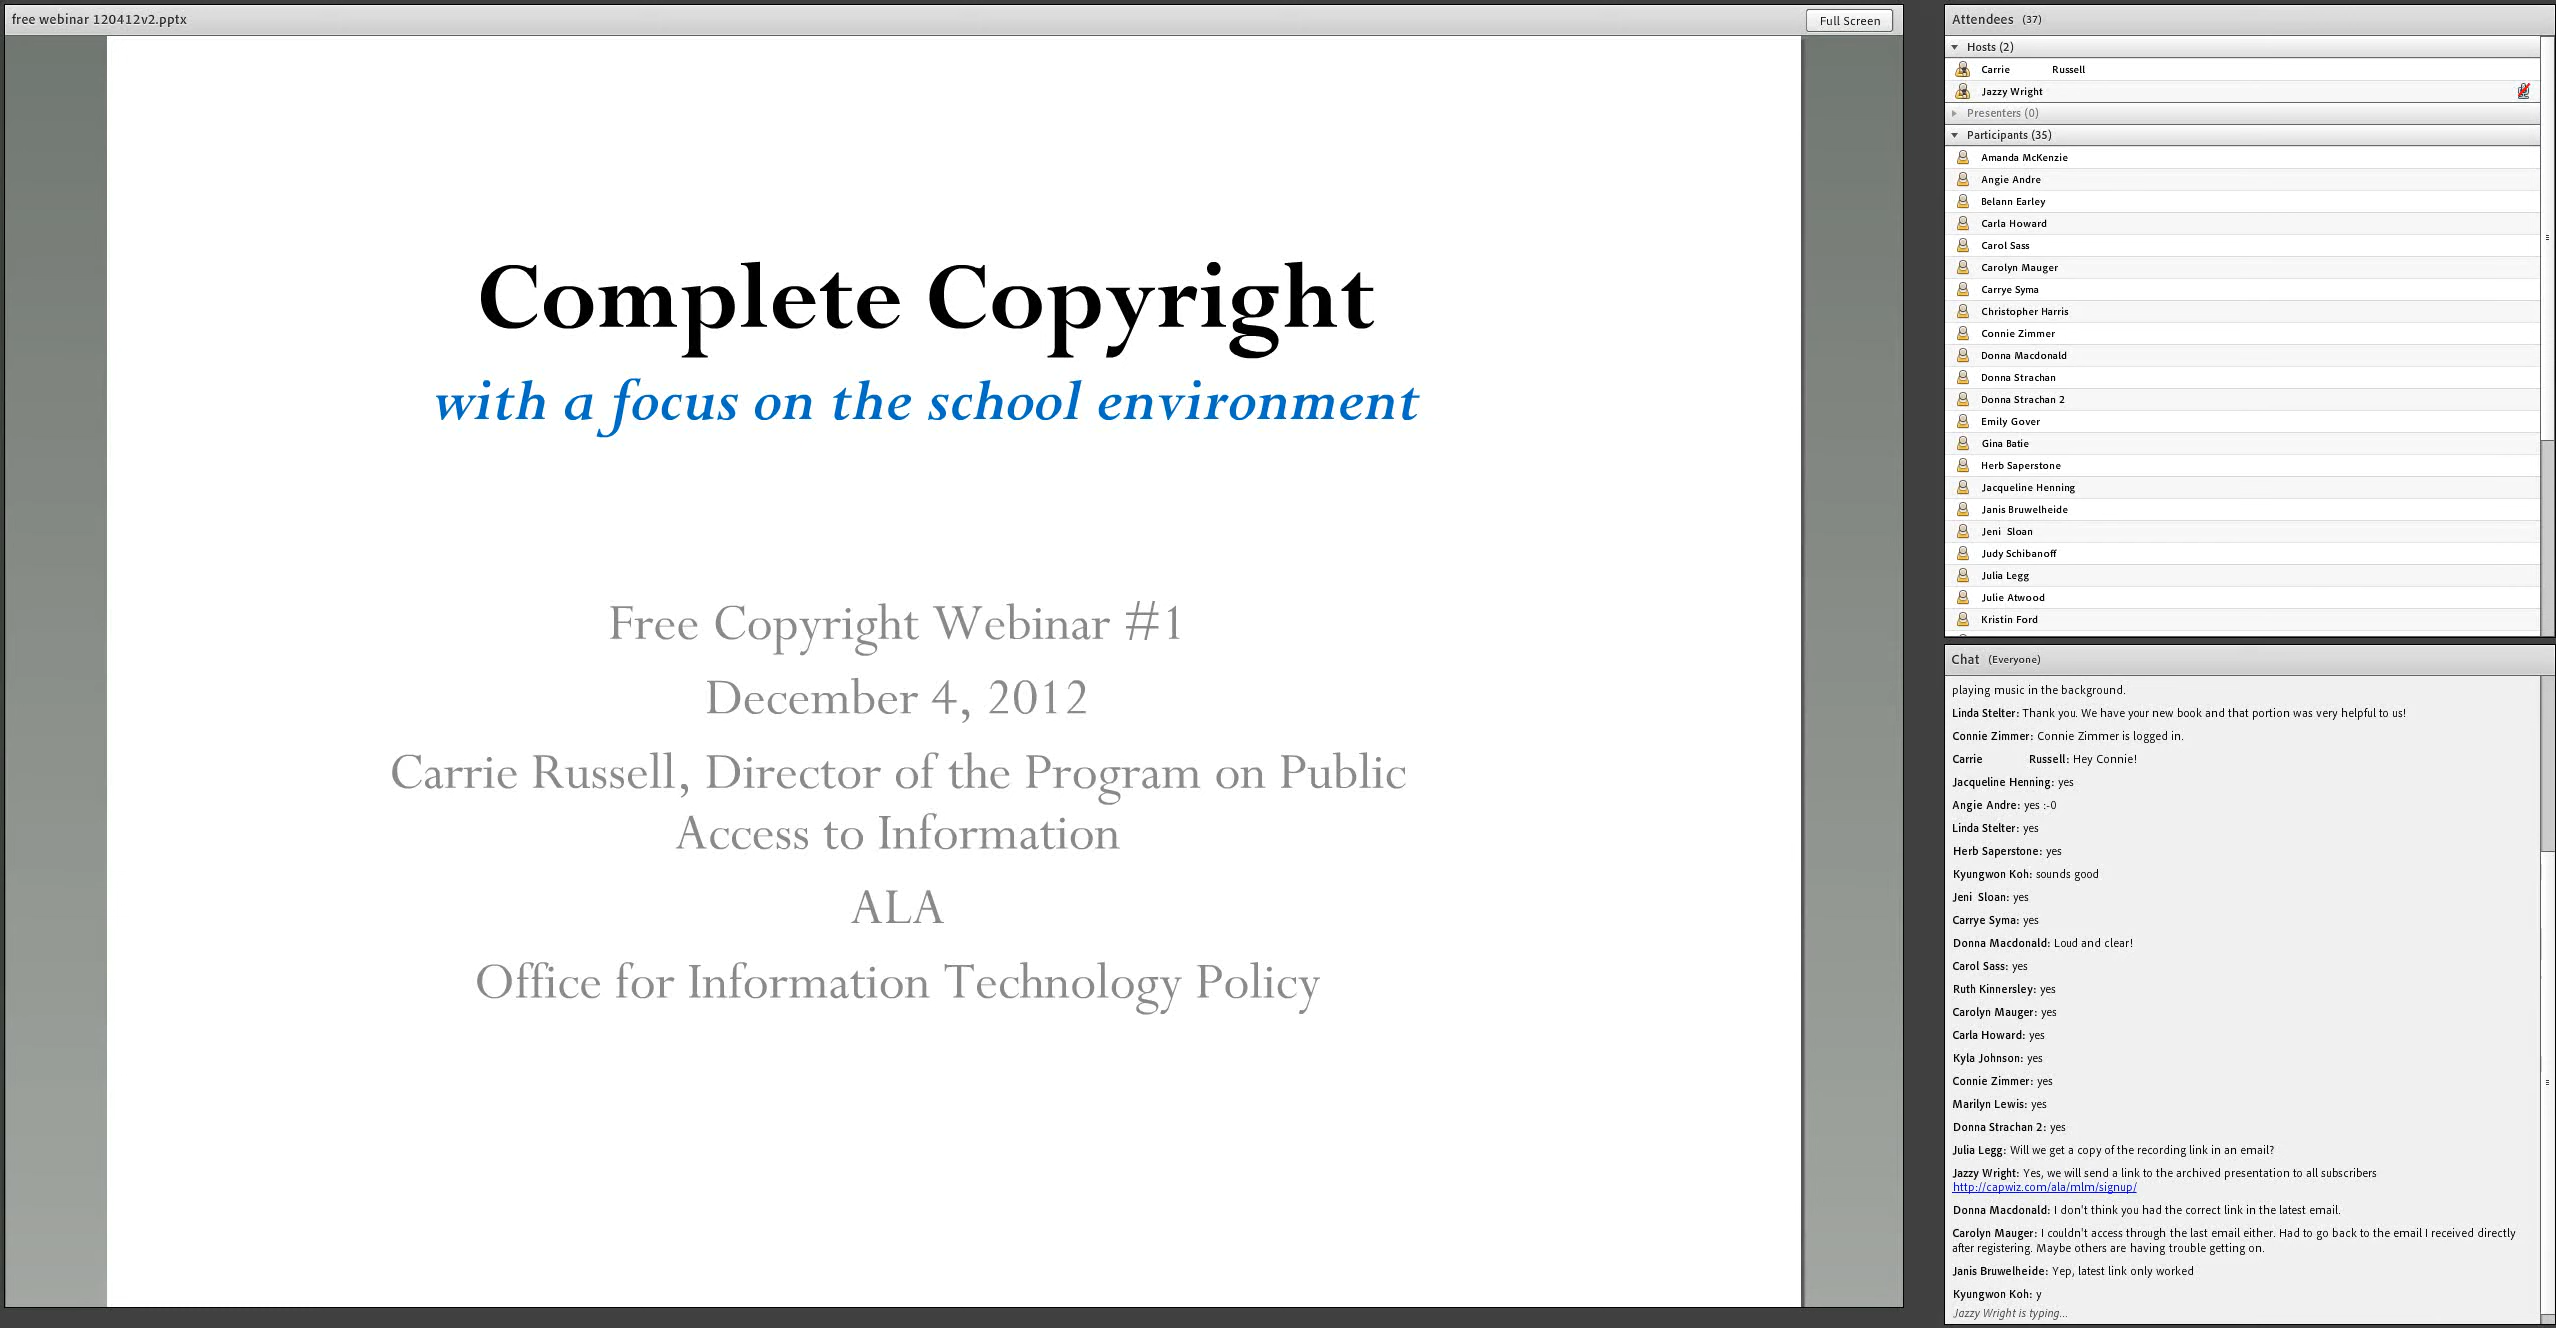 free webinar 120412v2.pptx
Full Screen
Complete Copyright
with a focus on the school environment
Free Copyright Webinar #1
December 4, 2012
Carrie Russell, Director of the Program on Public
Access to Information
ALA
Office for Information Technology Policy
Attendees (37)
Hosts (2)
Carrie Russell
Jazzy Wright
Presenters (0)
Participants (35)
Amanda McKenzie
Angie Andre
Belann Earley
Carla Howard
Carol Sass
Carolyn Mauger
Carrye Syma
Christopher Harris
Connie Zimmer
Donna Macdonald
Donna Strachan
Donna Strachan 2
Emily Gover
Gina Batie
Herb Saperstone
Jacqueline Henning
Janis Bruwelheide
Jeni Sloan
Judy Schibanoff
Julia Legg
Julie Atwood
Kristin Ford
Chat (Everyone)
playing music in the background.
Linda Stelter: Thank you. We have your new book and that portion was very helpful to us!
Connie Zimmer: Connie Zimmer is logged in.
Carrie Russell: Hey Connie!
Jacqueline Henning: yes
Angie Andre: yes :-0
Linda Stelter: yes
Herb Saperstone: yes
Kyungwon Koh: sounds good
Jeni Sloan: yes
Carrye Syma: yes
Donna Macdonald: Loud and clear!
Carol Sass: yes
Ruth Kinnersley: yes
Carolyn Mauger: yes
Carla Howard: yes
Kyla Johnson: yes
Connie Zimmer: yes
Marilyn Lewis: yes
Donna Strachan 2: yes
Julia Legg: Will we get a copy of the recording link in an email?
Jazzy Wright: Yes, we will send a link to the archived presentation to all subscribers
http://capwiz.com/ala/mlm/signup/
Donna Macdonald: I don't think you had the correct link in the latest email.
Carolyn Mauger: I couldn't access through the last email either. Had to go back to the email I received directly
after registering. Maybe others are having trouble getting on.
Janis Bruwelheide: Yep, latest link only worked
Kyungwon Koh: y
Jazzy Wright is typing...